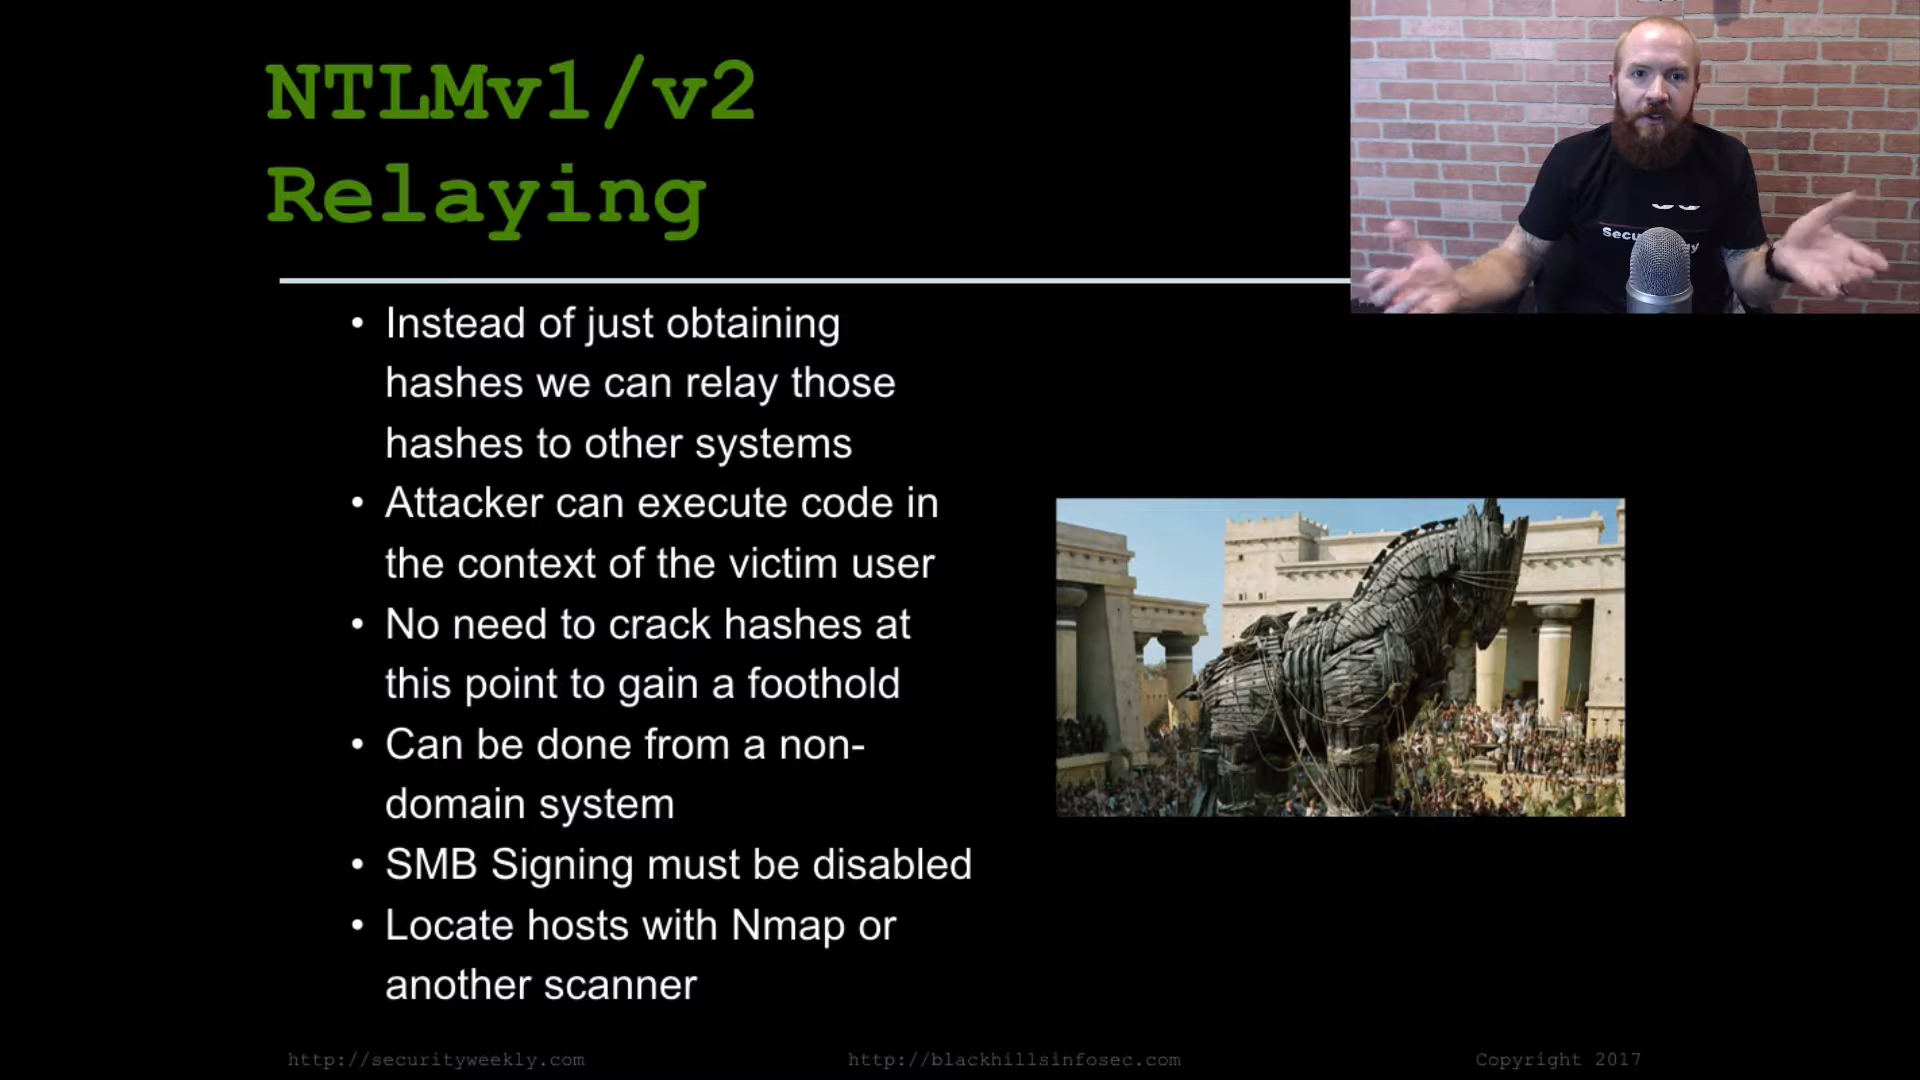 NTLMv1/v2
Relaying
• Instead of just obtaining
hashes we can relay those
hashes to other systems
• Attacker can execute code in
the context of the victim user
• No need to crack hashes at
this point to gain a foothold
• Can be done from a non-
domain system
• SMB Signing must be disabled
• Locate hosts with Nmap or
another scanner
http://securityweekly.com
http://blackhillsinfosec.com
Copyright 2017